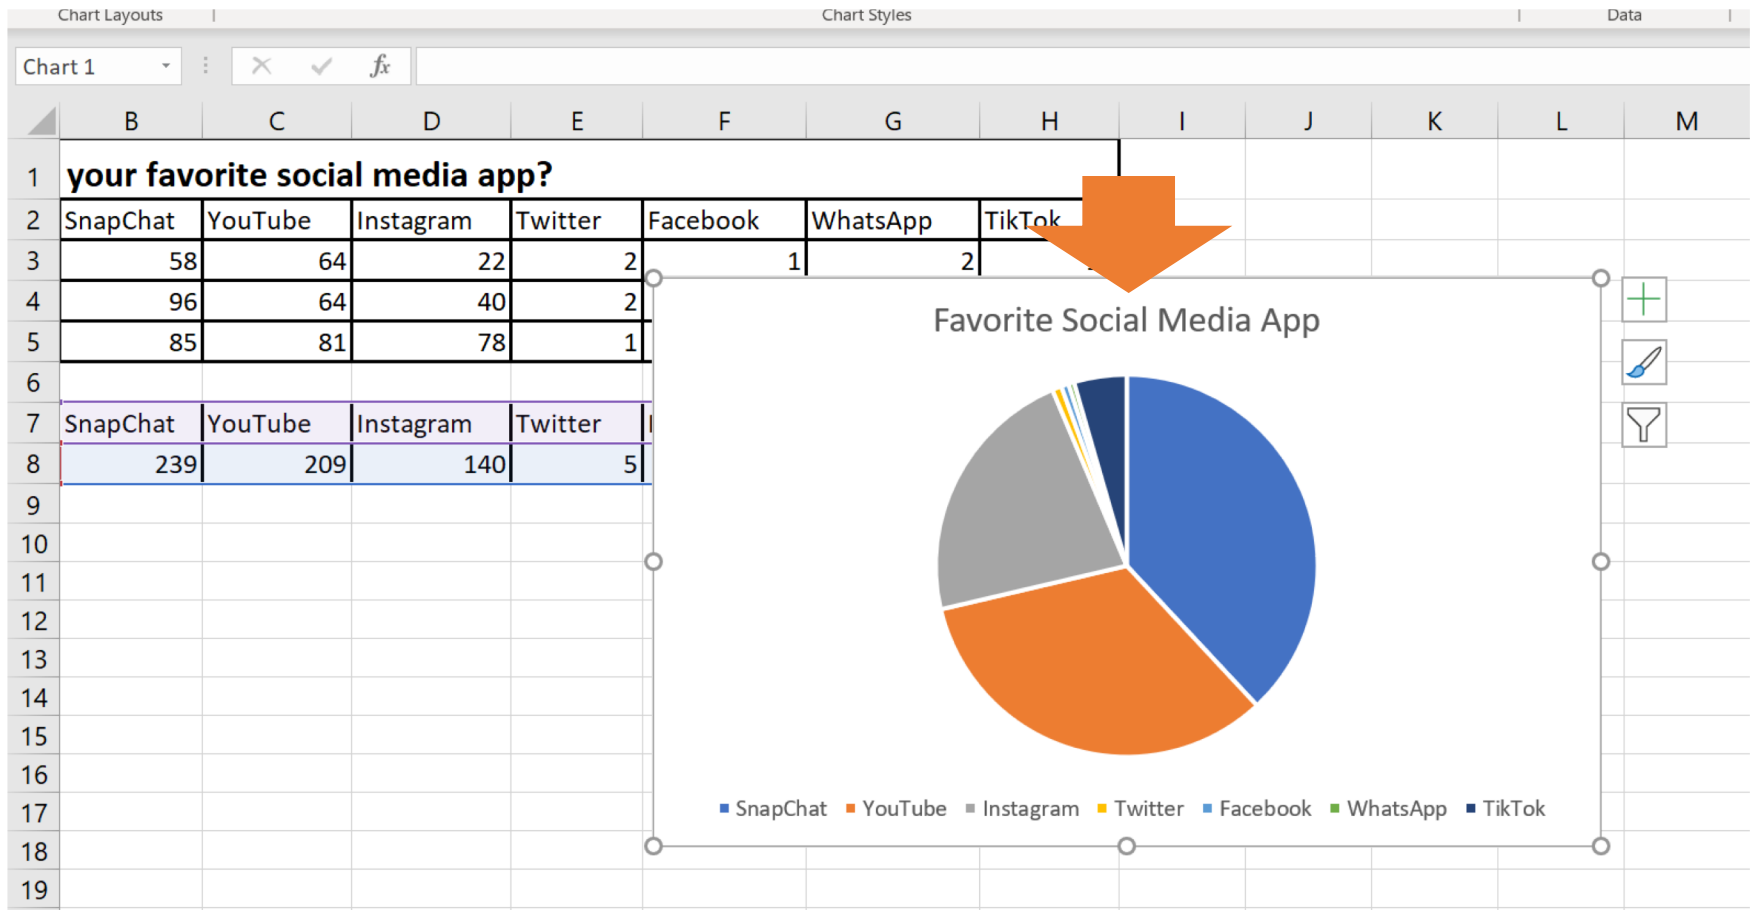 Chart Layouts Chart Styles Data
Chart 1 fx
B C D E F G H I J K L M
1 your favorite social media app?
2 SnapChat YouTube Instagram Twitter Facebook WhatsApp TikTok
3 58 64 22 2 1 2
4 96 64 40 2
5 85 81 78 1
6
7 SnapChat YouTube Instagram Twitter
8 239 209 140 5
9
10
11
12
13
14
15
16
17
18
19
Favorite Social Media App
SnapChat YouTube Instagram Twitter Facebook WhatsApp TikTok